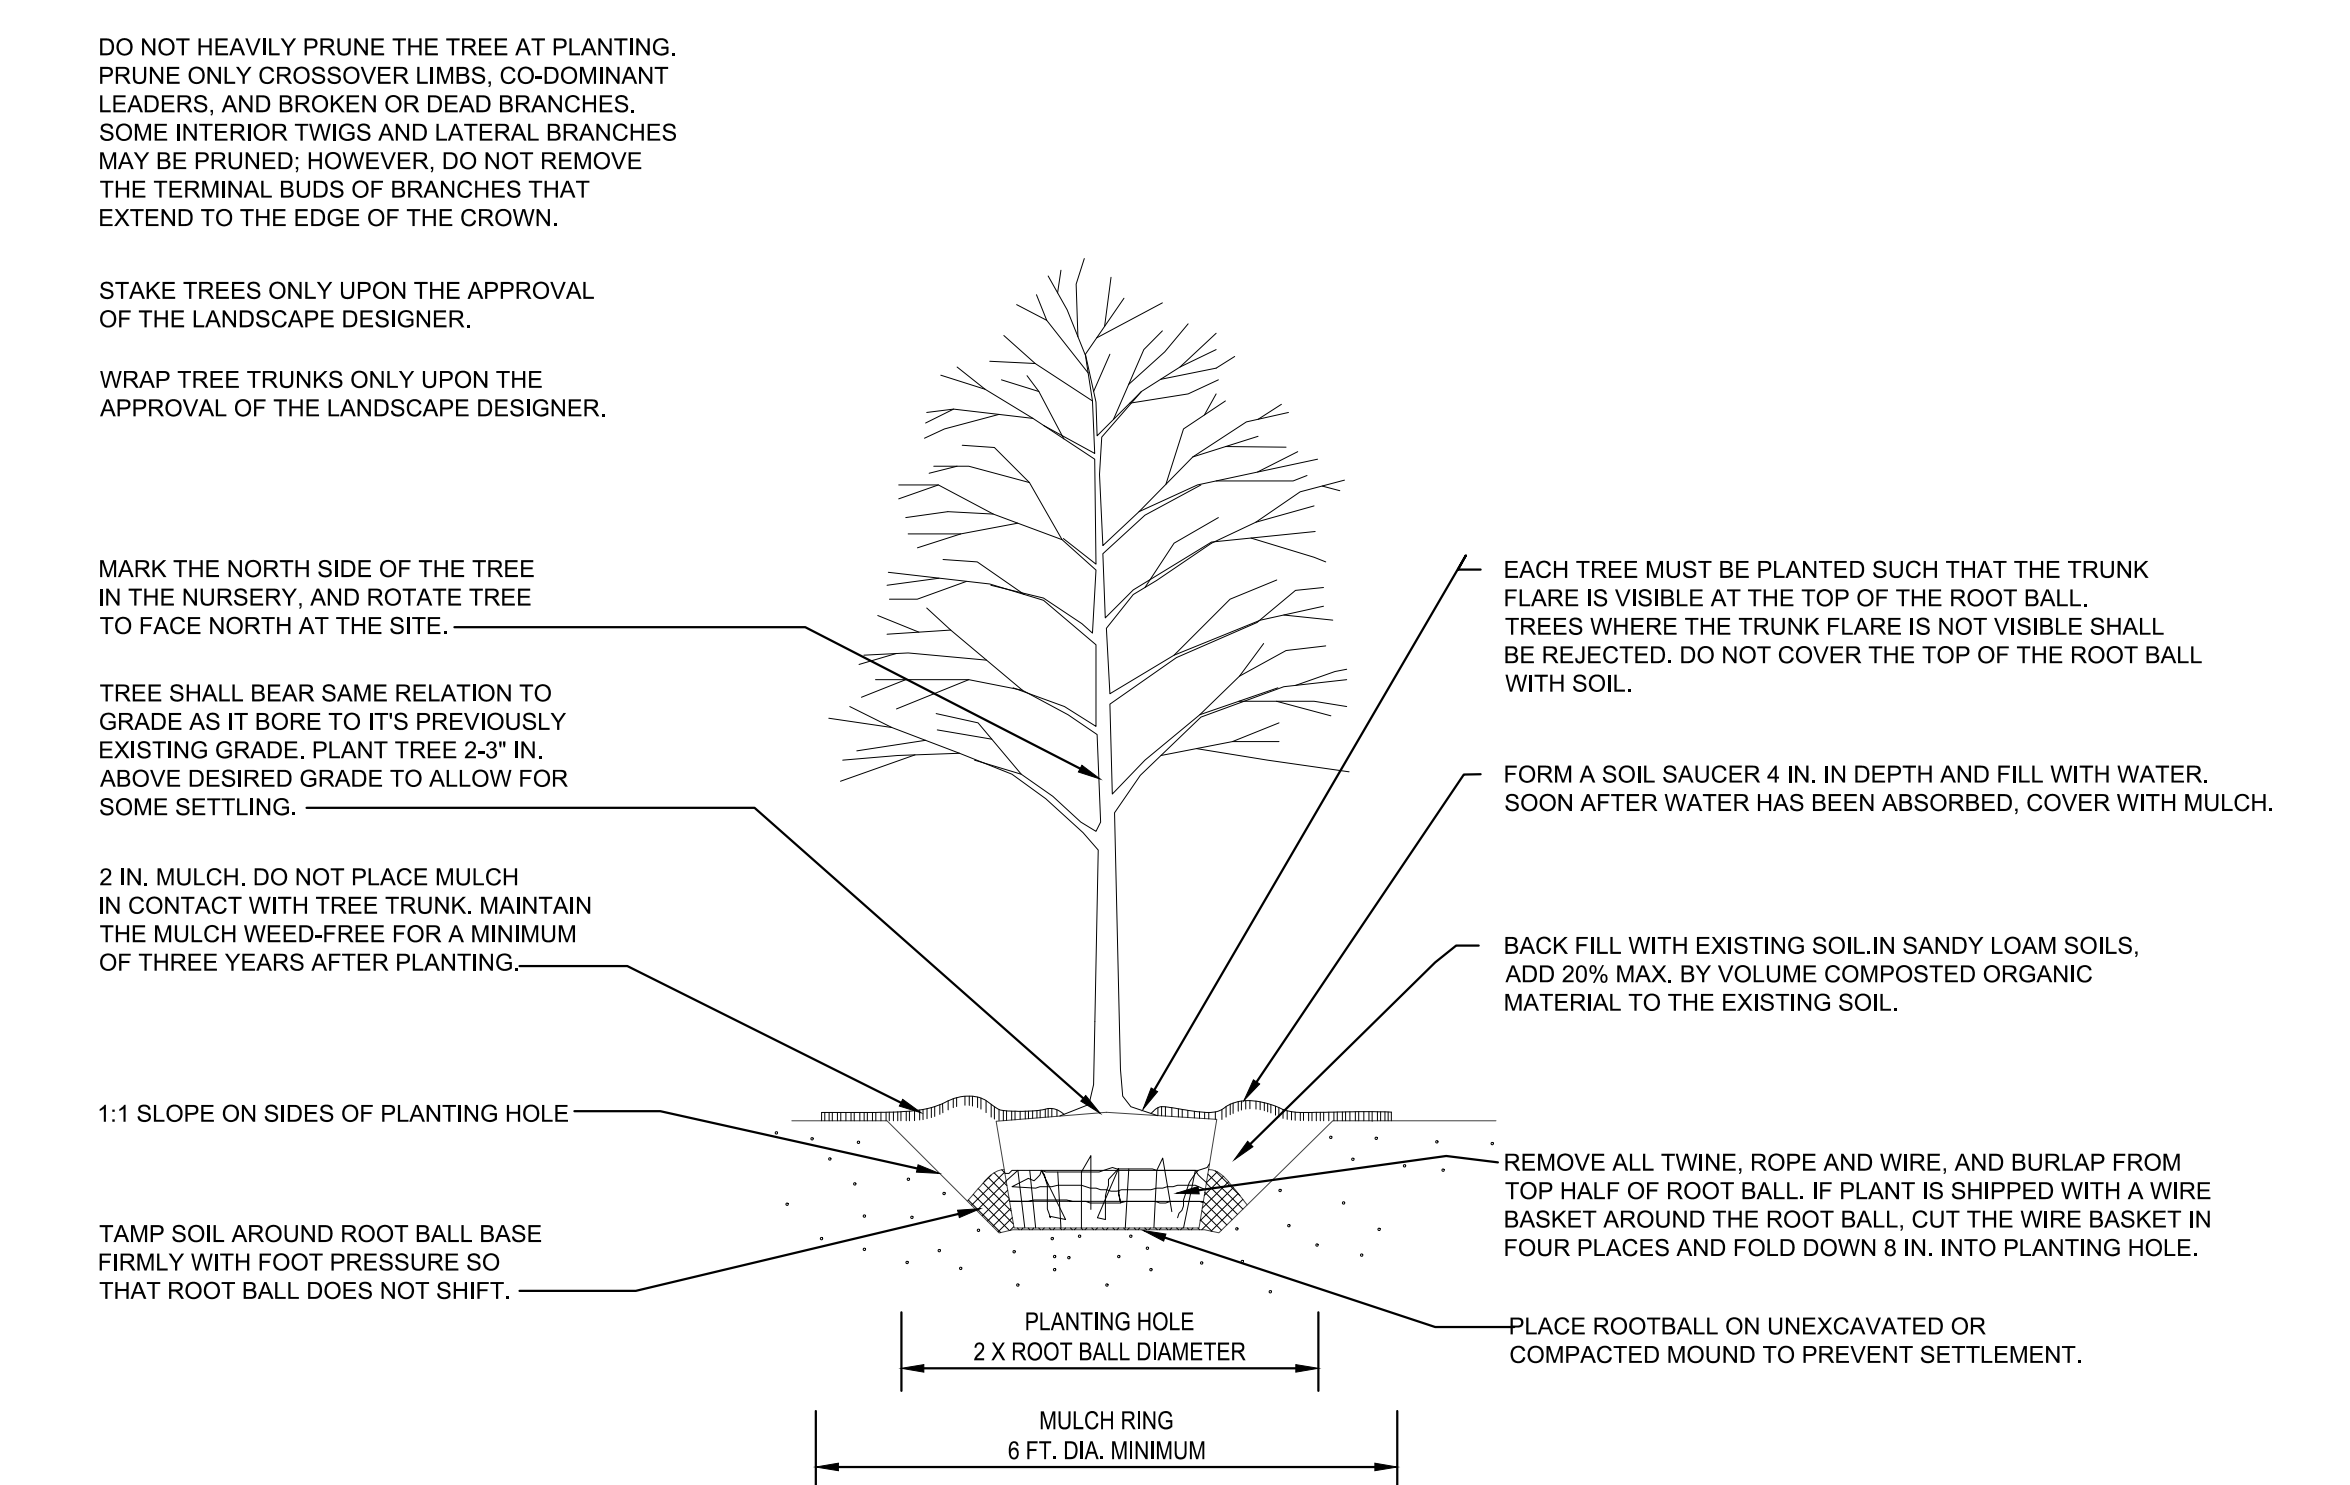 DO NOT HEAVILY PRUNE THE TREE AT PLANTING.
PRUNE ONLY CROSSOVER LIMBS, CO-DOMINANT
LEADERS, AND BROKEN OR DEAD BRANCHES.
SOME INTERIOR TWIGS AND LATERAL BRANCHES
MAY BE PRUNED; HOWEVER, DO NOT REMOVE
THE TERMINAL BUDS OF BRANCHES THAT
EXTEND TO THE EDGE OF THE CROWN.
STAKE TREES ONLY UPON THE APPROVAL
OF THE LANDSCAPE DESIGNER.
WRAP TREE TRUNKS ONLY UPON THE
APPROVAL OF THE LANDSCAPE DESIGNER.
MARK THE NORTH SIDE OF THE TREE
IN THE NURSERY, AND ROTATE TREE
TO FACE NORTH AT THE SITE.
TREE SHALL BEAR SAME RELATION TO
GRADE AS IT BORE TO IT'S PREVIOUSLY
EXISTING GRADE. PLANT TREE 2-3" IN.
ABOVE DESIRED GRADE TO ALLOW FOR
SOME SETTLING.
2 IN. MULCH. DO NOT PLACE MULCH
IN CONTACT WITH TREE TRUNK. MAINTAIN
THE MULCH WEED-FREE FOR A MINIMUM
OF THREE YEARS AFTER PLANTING.
1:1 SLOPE ON SIDES OF PLANTING HOLE
TAMP SOIL AROUND ROOT BALL BASE
FIRMLY WITH FOOT PRESSURE SO
THAT ROOT BALL DOES NOT SHIFT.
EACH TREE MUST BE PLANTED SUCH THAT THE TRUNK
FLARE IS VISIBLE AT THE TOP OF THE ROOT BALL.
TREES WHERE THE TRUNK FLARE IS NOT VISIBLE SHALL
BE REJECTED. DO NOT COVER THE TOP OF THE ROOT BALL
WITH SOIL.
FORM A SOIL SAUCER 4 IN. IN DEPTH AND FILL WITH WATER.
SOON AFTER WATER HAS BEEN ABSORBED, COVER WITH MULCH.
BACK FILL WITH EXISTING SOIL.IN SANDY LOAM SOILS,
ADD 20% MAX. BY VOLUME COMPOSTED ORGANIC
MATERIAL TO THE EXISTING SOIL.
REMOVE ALL TWINE, ROPE AND WIRE, AND BURLAP FROM
TOP HALF OF ROOT BALL. IF PLANT IS SHIPPED WITH A WIRE
BASKET AROUND THE ROOT BALL, CUT THE WIRE BASKET IN
FOUR PLACES AND FOLD DOWN 8 IN. INTO PLANTING HOLE.
PLACE ROOTBALL ON UNEXCAVATED OR
COMPACTED MOUND TO PREVENT SETTLEMENT.
PLANTING HOLE
2 X ROOT BALL DIAMETER
MULCH RING
6 FT. DIA. MINIMUM